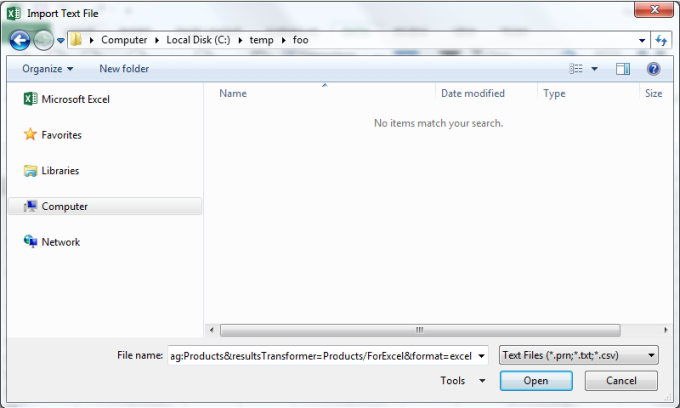 Import Text File
Computer Local Disk (C:) temp foo
Organize New folder
Name Date modified Type Size
Microsoft Excel
No items match your search.
Favorites
Libraries
Computer
Network
File name: ag:Products&resultsTransformer=Products/ForExcel&format=excel Text Files (*.prn;*.txt;*.csv)
Tools Open Cancel